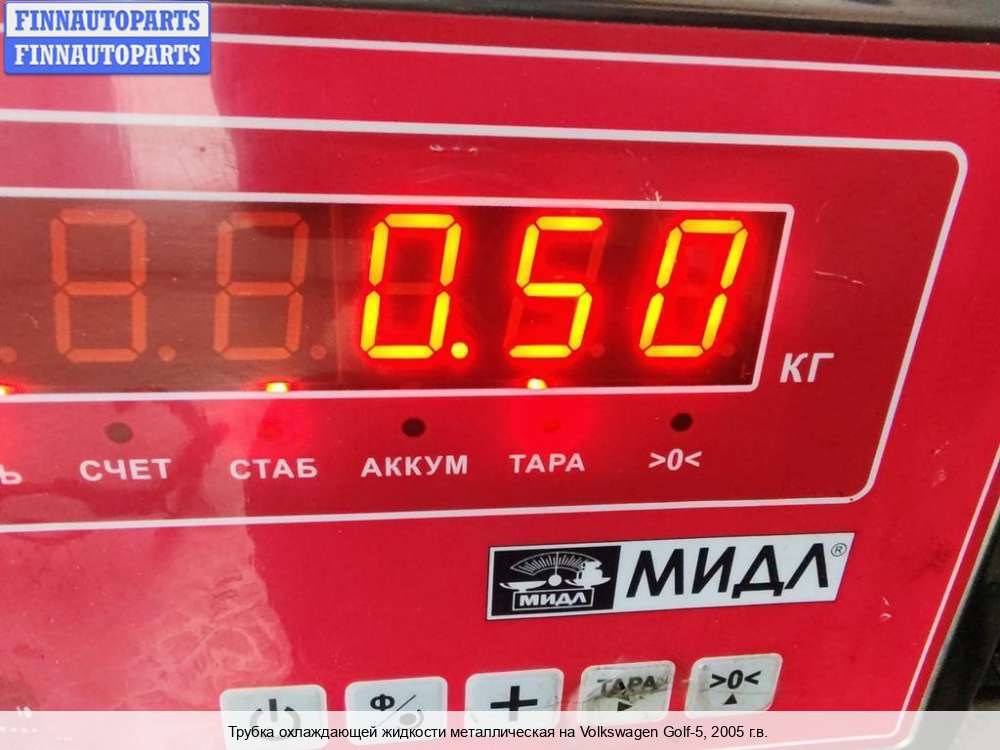 FINNAUTOPARTS
FINNAUTOPARTS
0.50
КГ
СЧЕТ СТАБ АККУМ ТАРА >0<
МИДЛ МИДЛ®
Ф + ТАРА >0<
Трубка охлаждающей жидкости металлическая на Volkswagen Golf-5, 2005 г.в.